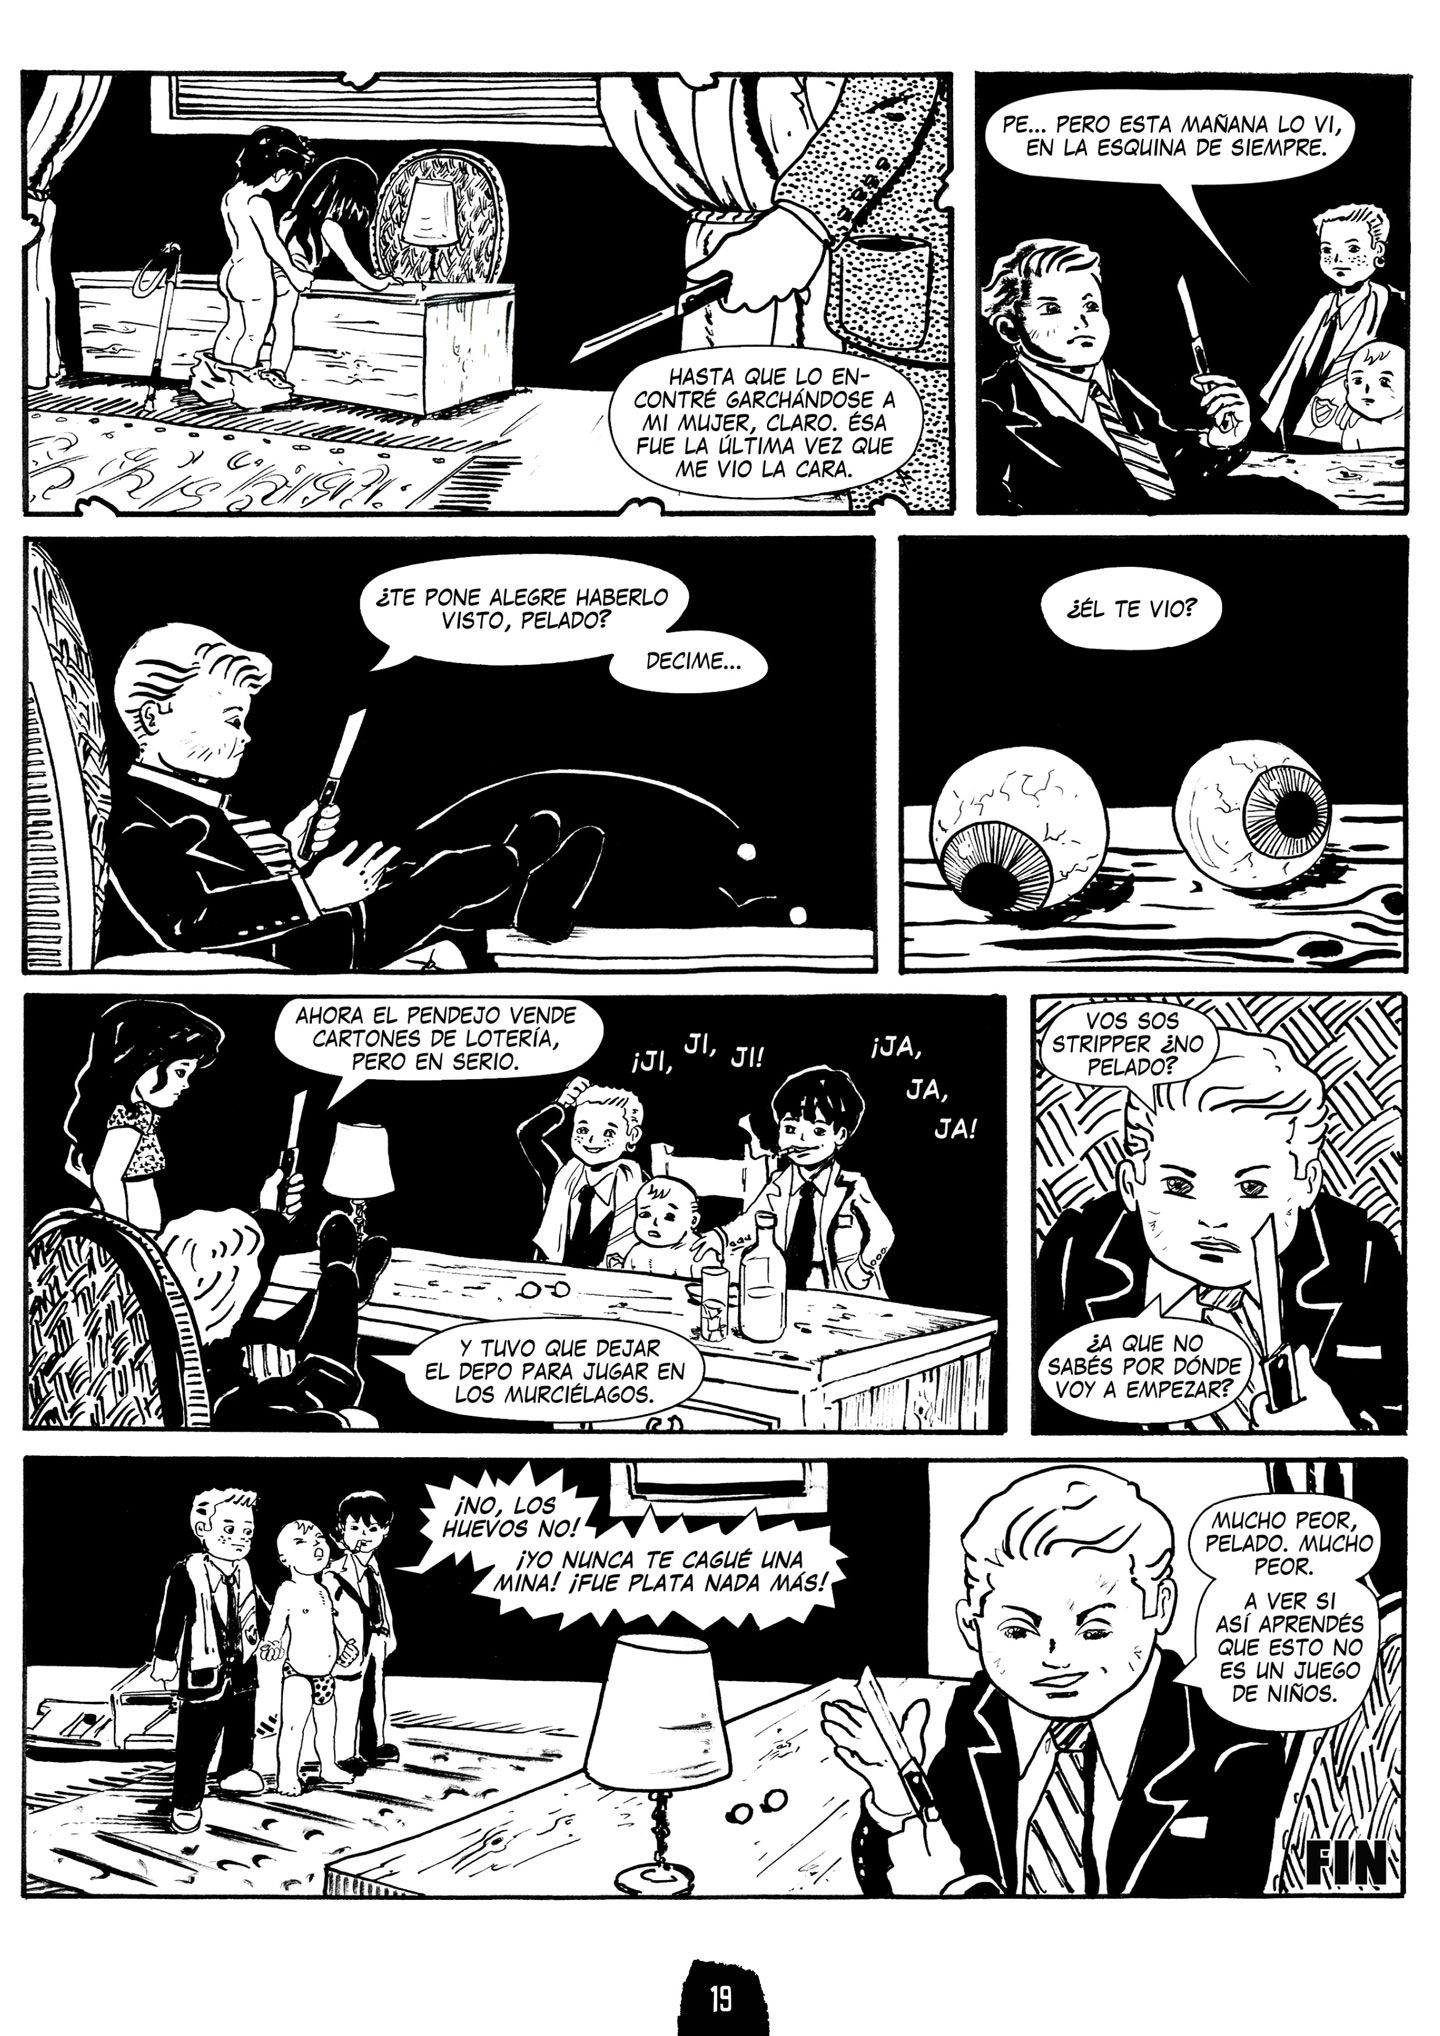 HASTA QUE LO EN-
CONTRÉ GARCHÁNDOSE A
MI MUJER, CLARO. ÉSA
FUE LA ÚLTIMA VEZ QUE
ME VIO LA CARA.
PE... PERO ESTA MAÑANA LO VI,
EN LA ESQUINA DE SIEMPRE.
¿TE PONE ALEGRE HABERLO
VISTO, PELADO?
DECIME...
¿ÉL TE VIO?
AHORA EL PENDEJO VENDE
CARTONES DE LOTERÍA,
PERO EN SERIO.
¡JI,
JI,
JI!
¡JA,
JA,
JA!
Y TUVO QUE DEJAR
EL DEPO PARA JUGAR EN
LOS MURCIÉLAGOS.
VOS SOS
STRIPPER ¿NO
PELADO?
¿A QUE NO
SABÉS POR DÓNDE
VOY A EMPEZAR?
¡NO, LOS
HUEVOS NO!
¡YO NUNCA TE CAGUÉ UNA
MINA! ¡FUE PLATA NADA MÁS!
MUCHO PEOR,
PELADO. MUCHO
PEOR.
A VER SI
ASÍ APRENDÉS
QUE ESTO NO
ES UN JUEGO
DE NIÑOS.
FIN
19